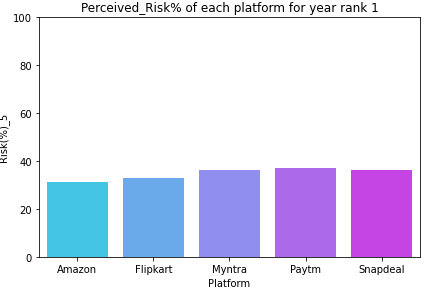 Perceived_Risk% of each platform for year rank 1
Risk(%)_5
100
80
60
40
20
0
Amazon Flipkart Myntra Paytm Snapdeal
Platform